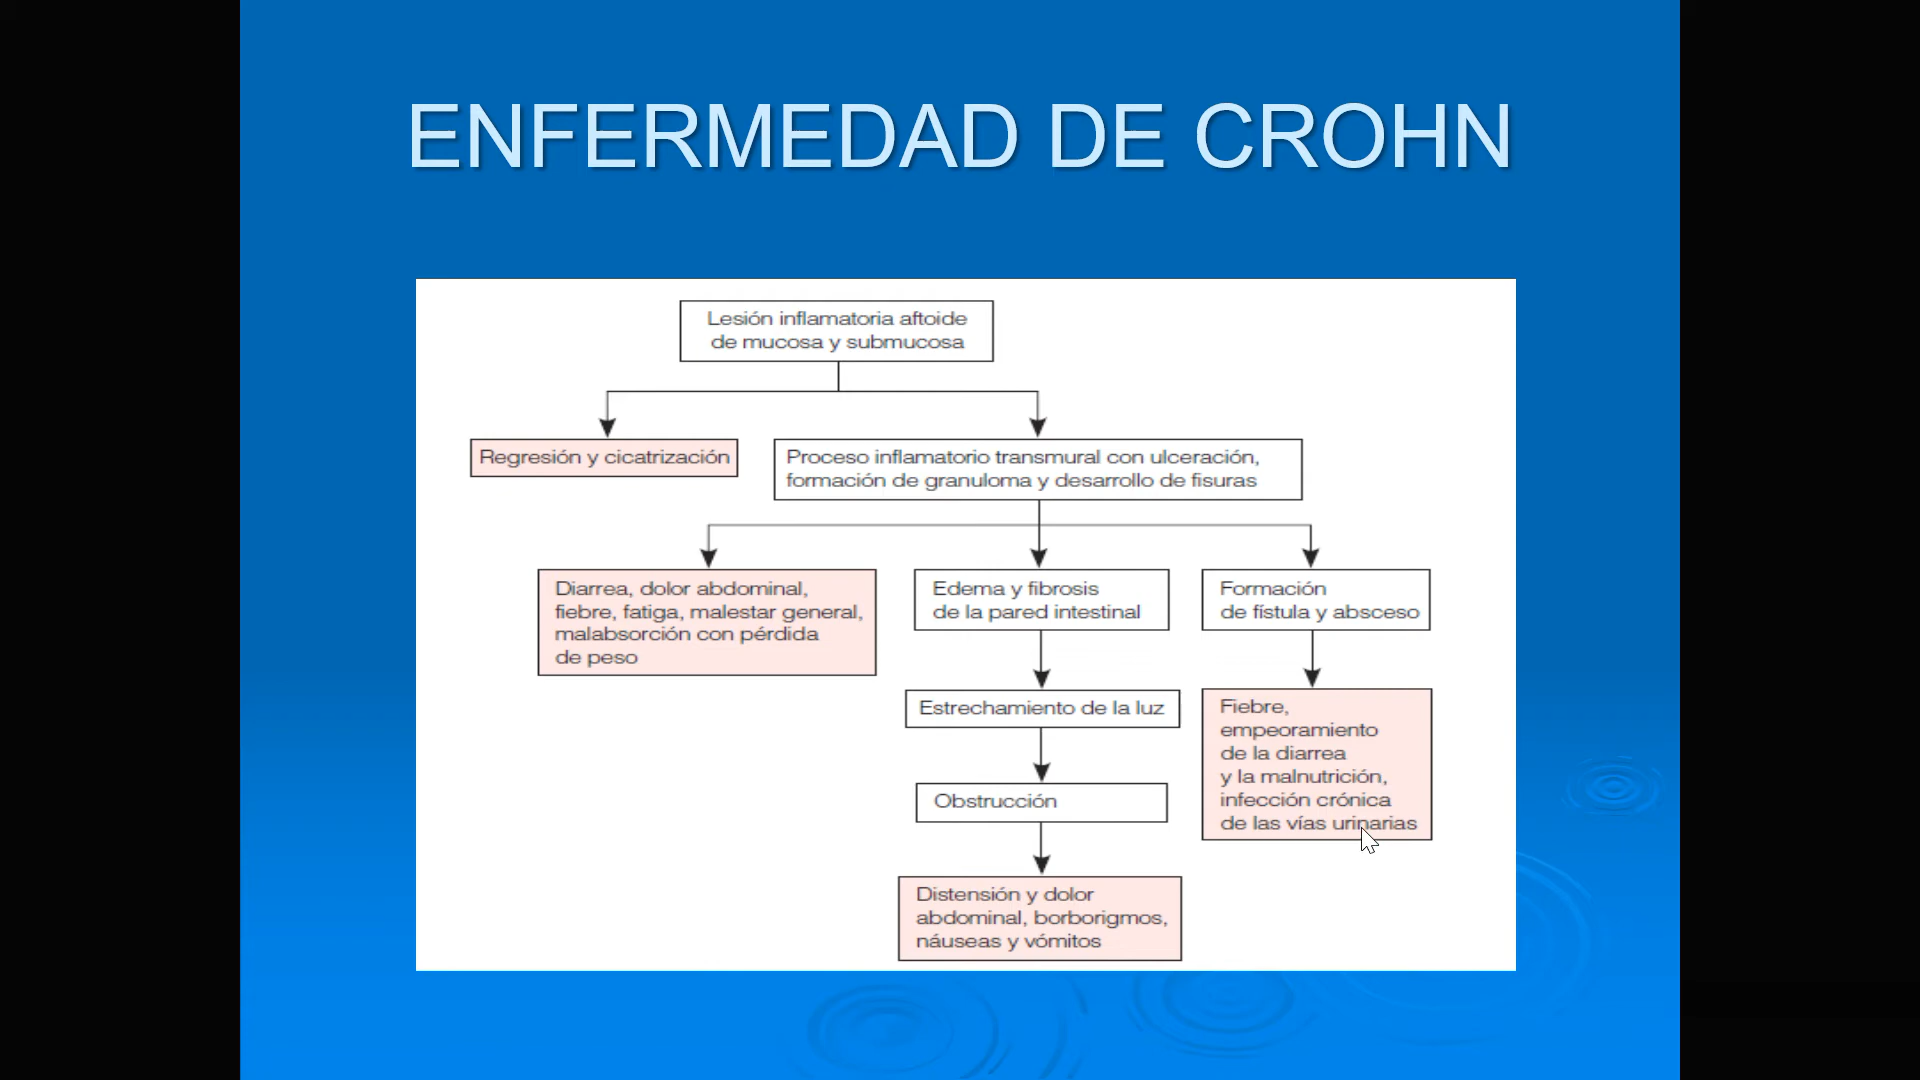 ENFERMEDAD DE CROHN
Lesión inflamatoria aftoide
de mucosa y submucosa
Regresión y cicatrización
Proceso inflamatorio transmural con ulceración,
formación de granuloma y desarrollo de fisuras
Diarrea, dolor abdominal,
fiebre, fatiga, malestar general,
malabsorción con pérdida
de peso
Edema y fibrosis
de la pared intestinal
Formación
de fístula y absceso
Estrechamiento de la luz
Fiebre,
empeoramiento
de la diarrea
y la malnutrición,
infección crónica
de las vías urinarias
Obstrucción
Distensión y dolor
abdominal, borborigmos,
náuseas y vómitos